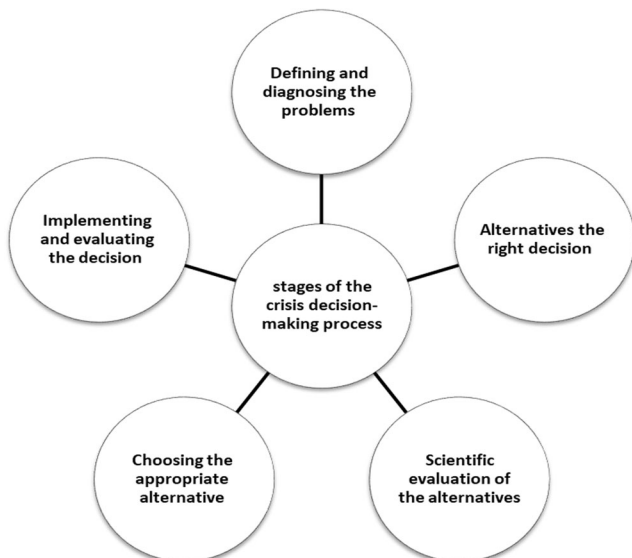 Defining and
diagnosing the
problems
Alternatives the
right decision
Scientific
evaluation of
the alternatives
Choosing the
appropriate
alternative
Implementing
and evaluating
the decision
stages of the
crisis decision-
making process